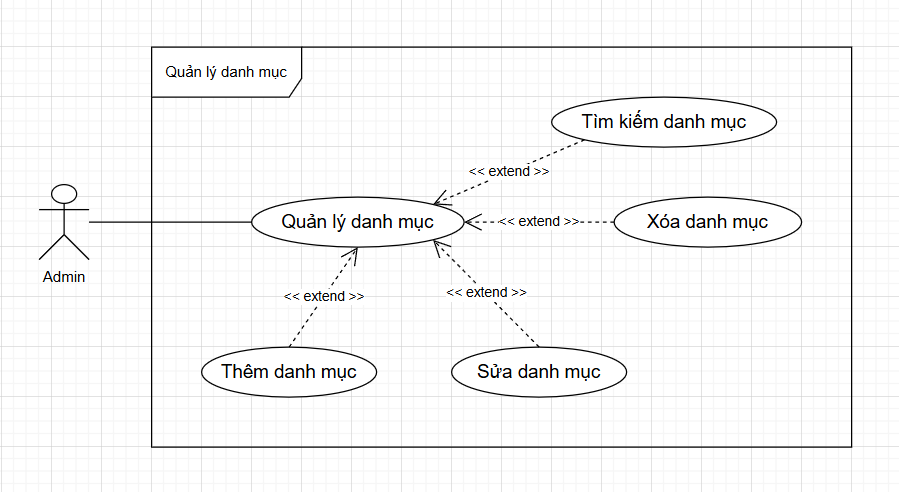 Quản lý danh mục
Tìm kiếm danh mục
<< extend >>
Quản lý danh mục
<< extend >>
Xóa danh mục
Admin
<< extend >>
<< extend >>
Thêm danh mục
Sửa danh mục